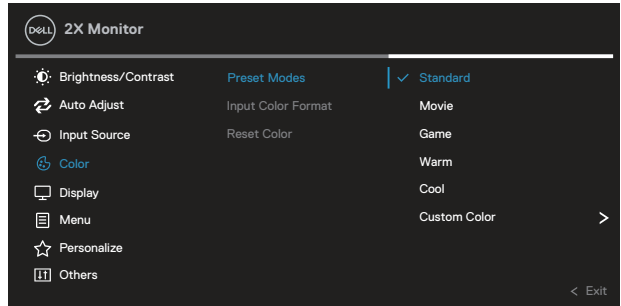 DELL 2X Monitor
Brightness/Contrast Preset Modes Standard
Auto Adjust Input Color Format Movie
Input Source Reset Color Game
Color Warm
Display Cool
Menu Custom Color >
Personalize
Others
< Exit